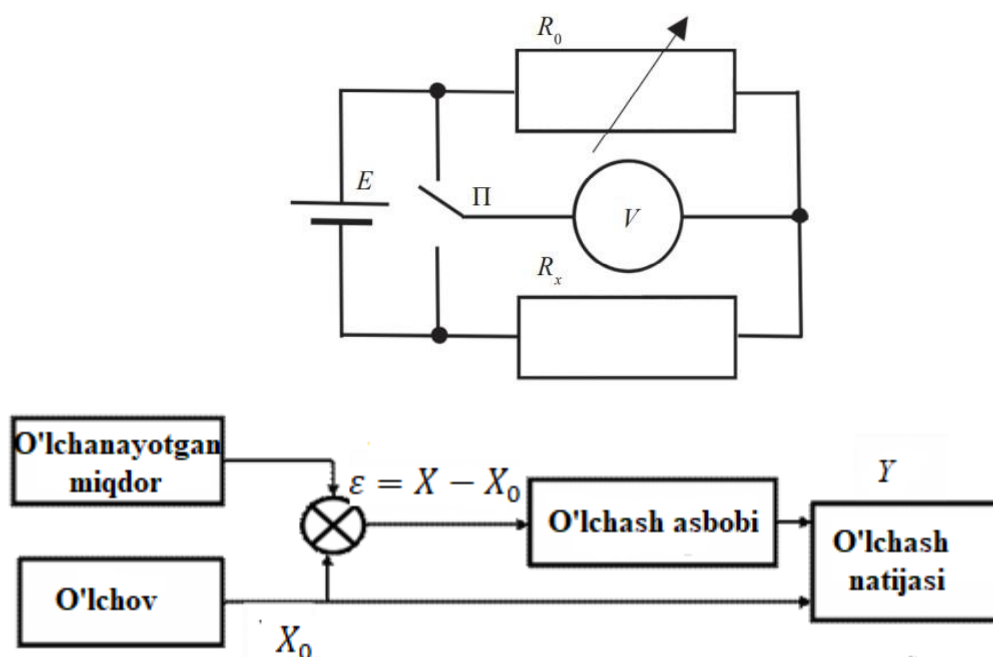 R₀
E
П
V
Rₓ
O'lchanayotgan
miqdor
ε = X − X₀
Y
O'lchash asbobi
O'lchash
natijasi
O'lchov
X₀